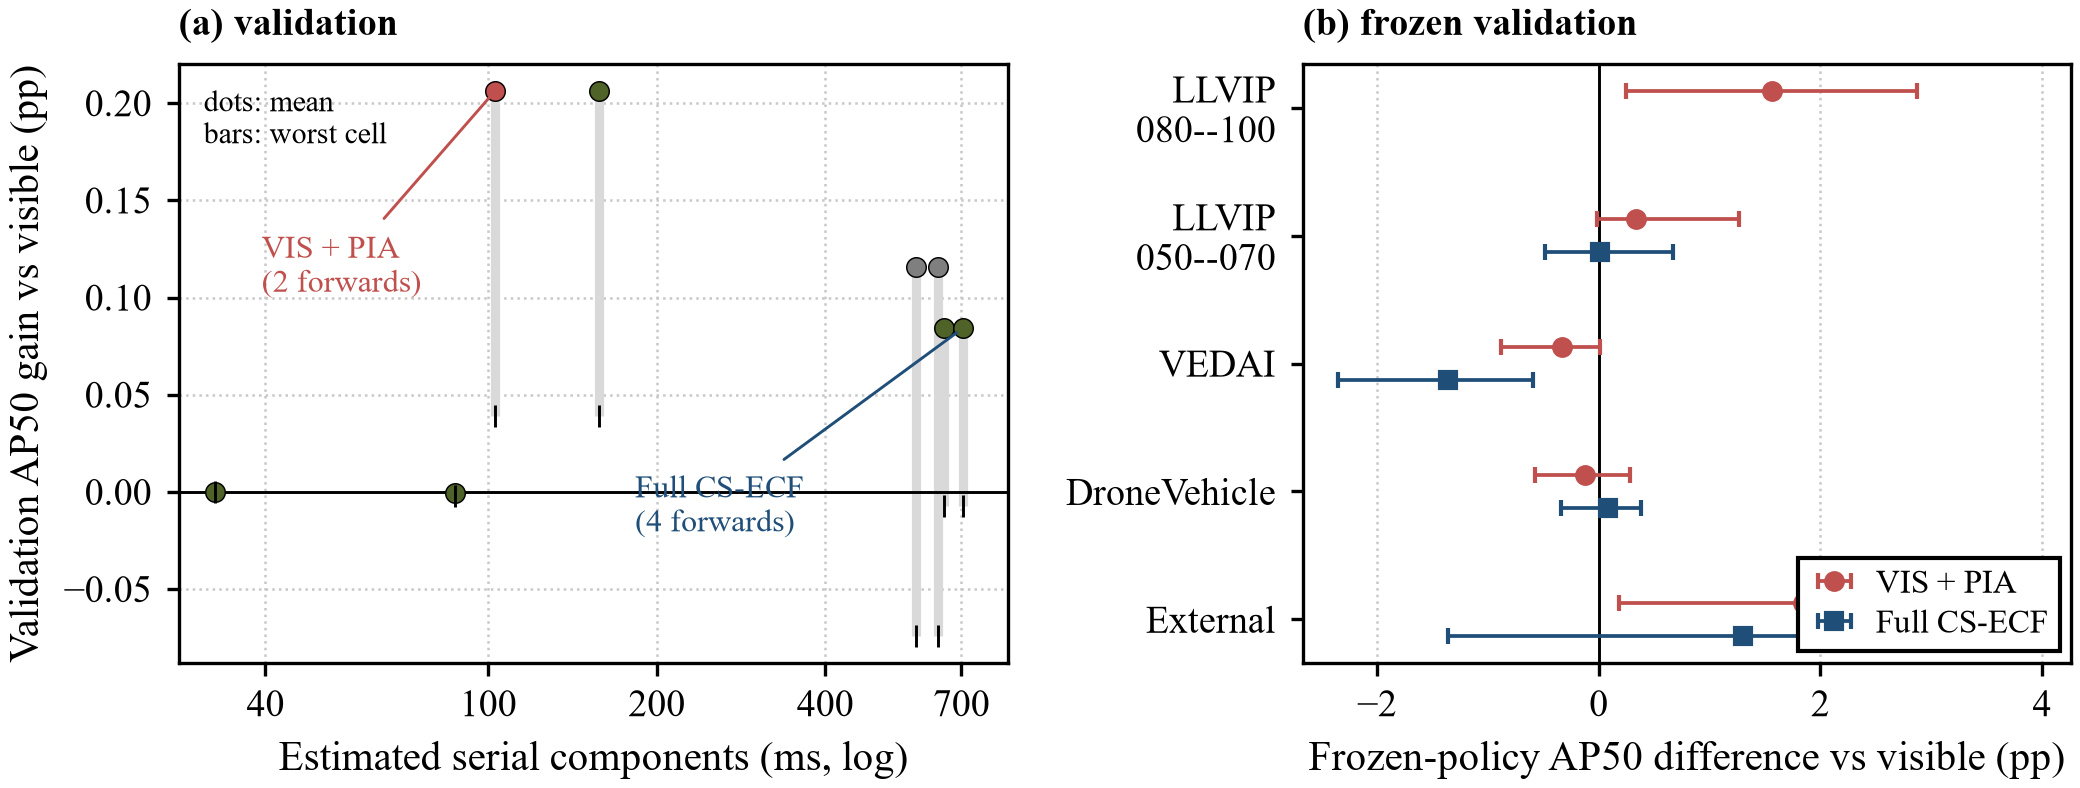 (a) validation
Validation AP50 gain vs visible (pp)
0.20
0.15
0.10
0.05
0.00
−0.05
dots: mean
bars: worst cell
VIS + PIA
(2 forwards)
Full CS-ECF
(4 forwards)
40
100
200
400
700
Estimated serial components (ms, log)
(b) frozen validation
LLVIP
080--100
LLVIP
050--070
VEDAI
DroneVehicle
External
VIS + PIA
Full CS-ECF
−2
0
2
4
Frozen-policy AP50 difference vs visible (pp)